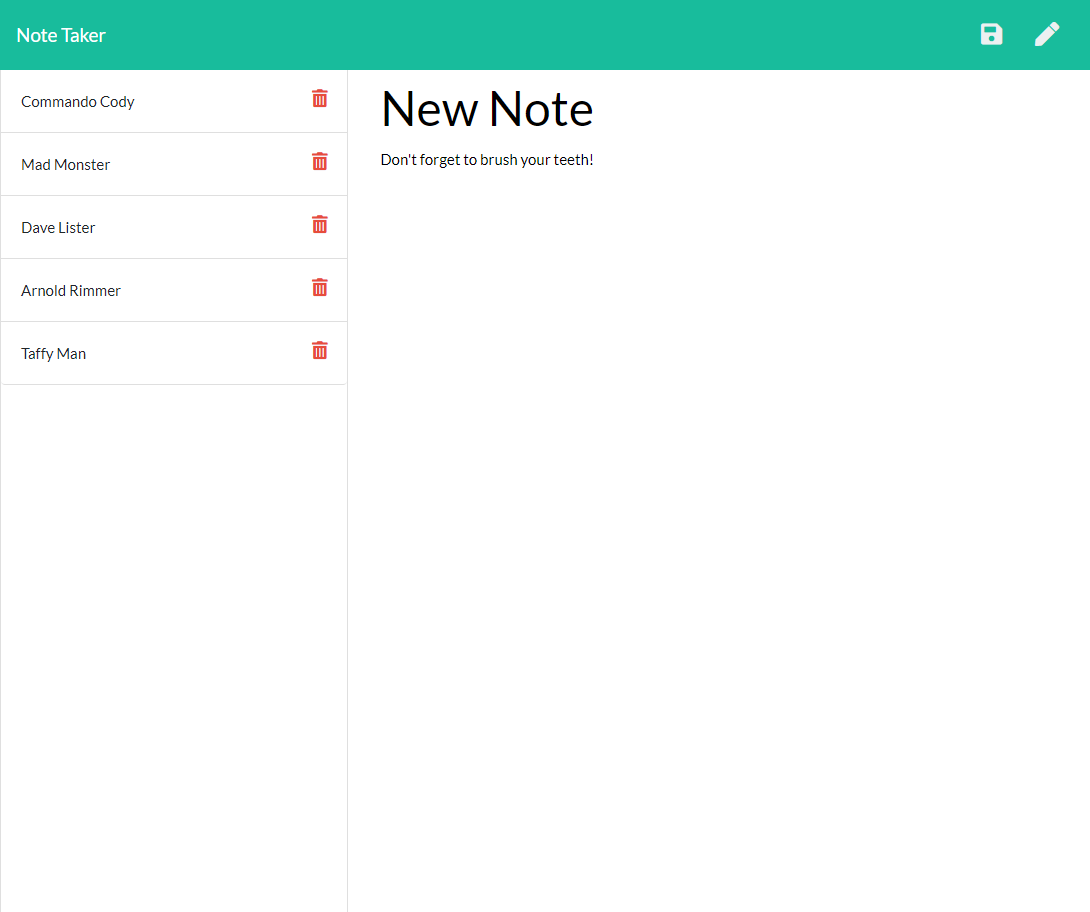 Note Taker
Commando Cody
Mad Monster
Dave Lister
Arnold Rimmer
Taffy Man
New Note
Don't forget to brush your teeth!